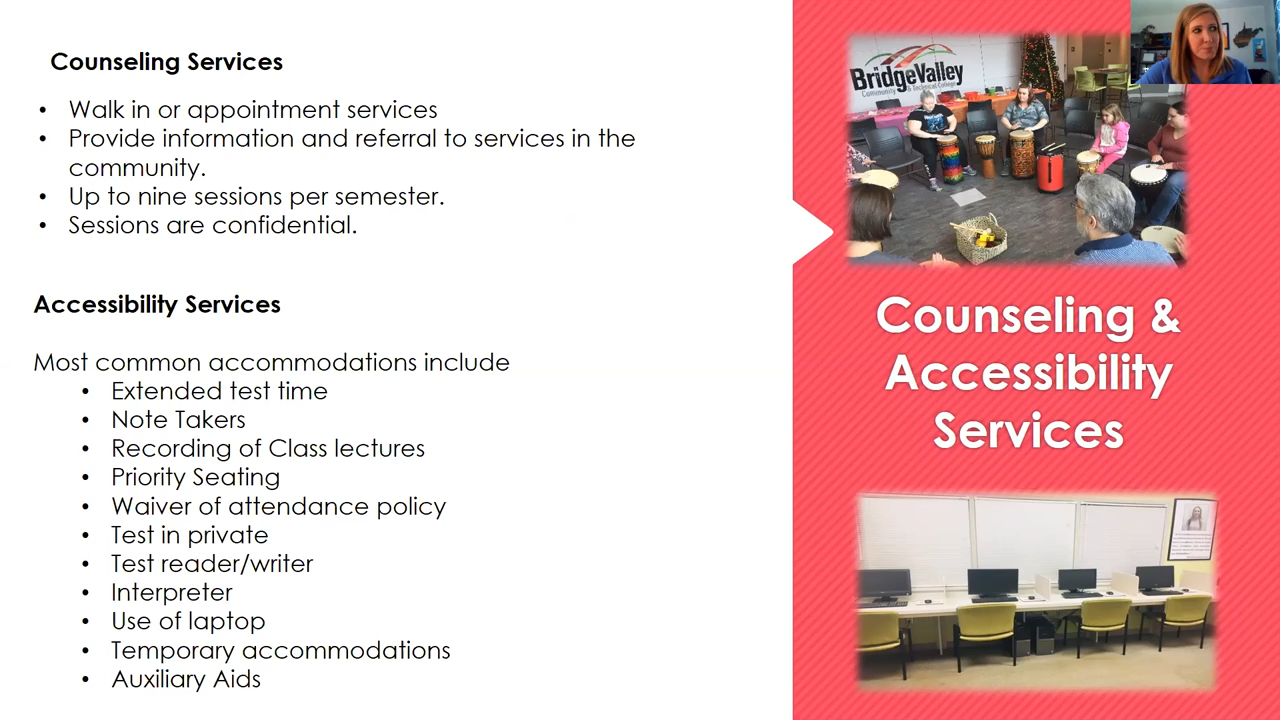 Counseling Services
• Walk in or appointment services
• Provide information and referral to services in the
community.
• Up to nine sessions per semester.
• Sessions are confidential.
Accessibility Services
Most common accommodations include
• Extended test time
• Note Takers
• Recording of Class lectures
• Priority Seating
• Waiver of attendance policy
• Test in private
• Test reader/writer
• Interpreter
• Use of laptop
• Temporary accommodations
• Auxiliary Aids
BridgeValley
Community & Technical College
Counseling &
Accessibility
Services